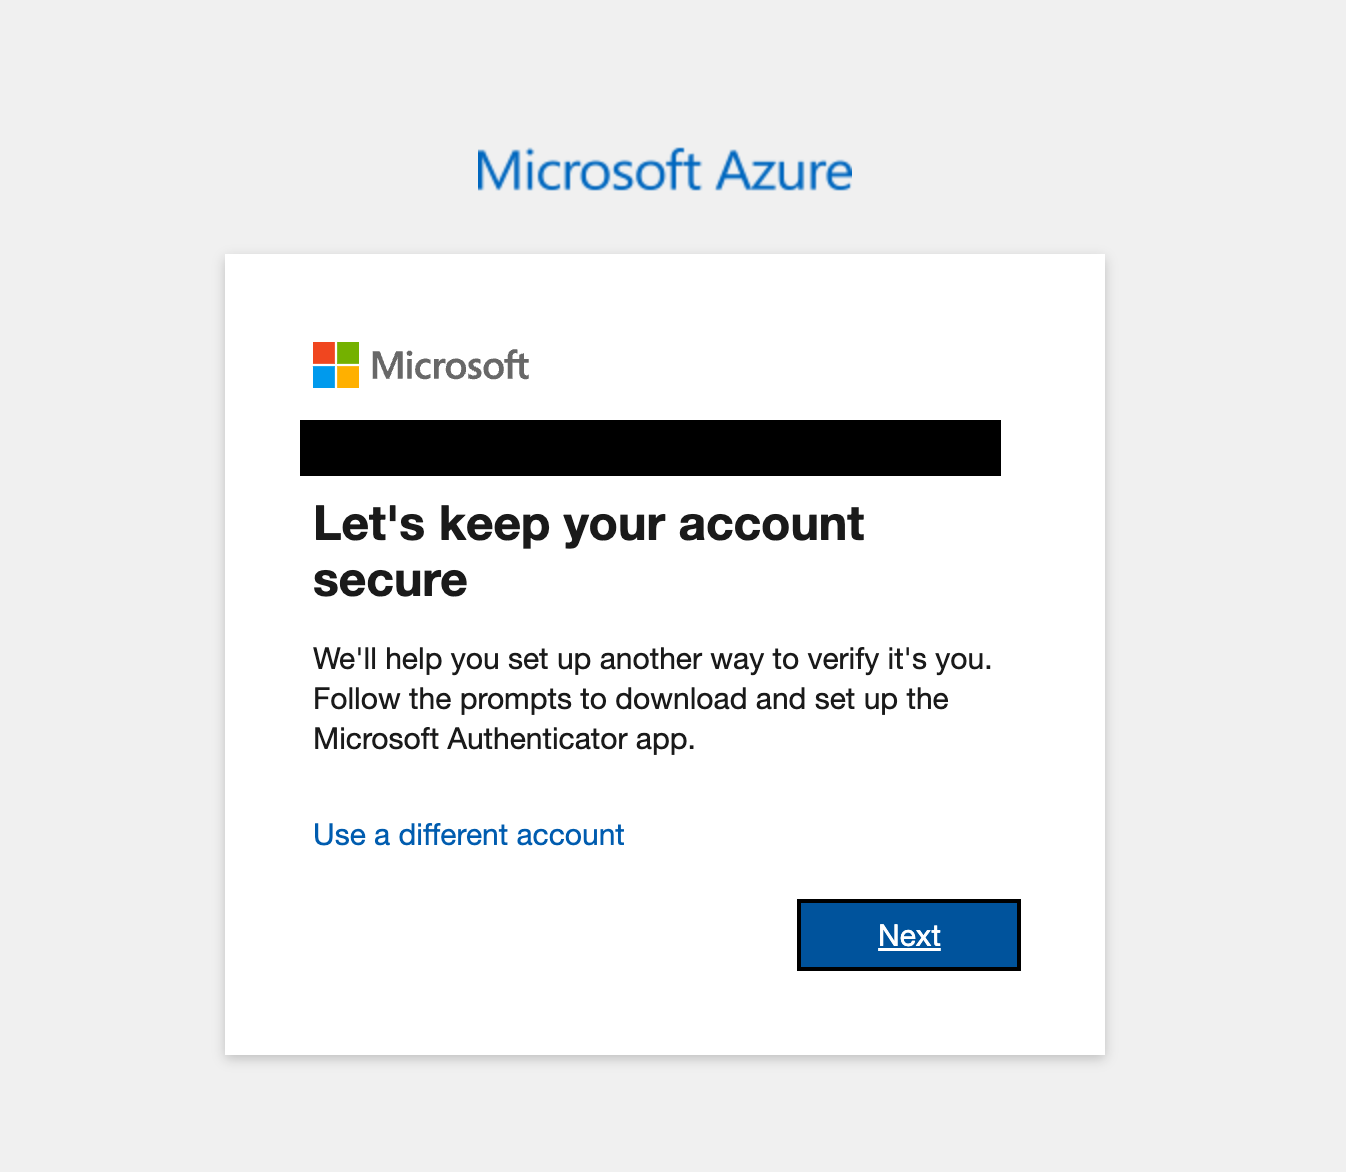 Microsoft Azure
Microsoft
Let's keep your account
secure
We'll help you set up another way to verify it's you.
Follow the prompts to download and set up the
Microsoft Authenticator app.
Use a different account
Next